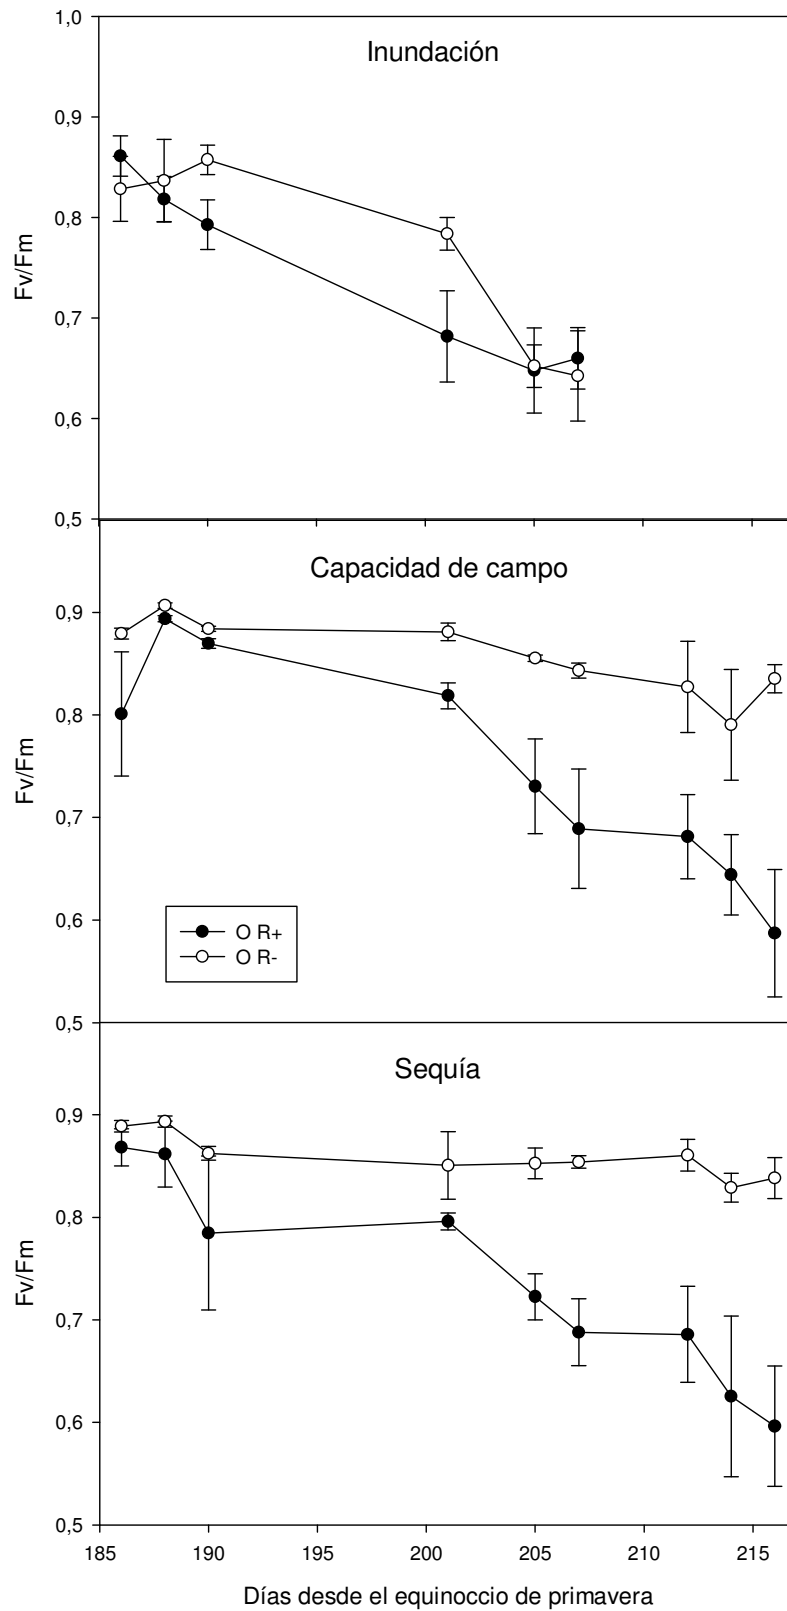 Inundación
1,0
0,9
0,8
0,7
0,6
0,5
Fv/Fm
Capacidad de campo
0,9
0,8
0,7
0,6
0,5
Fv/Fm
O R+
O R-
Sequía
0,9
0,8
0,7
0,6
0,5
Fv/Fm
185 190 195 200 205 210 215
Días desde el equinoccio de primavera